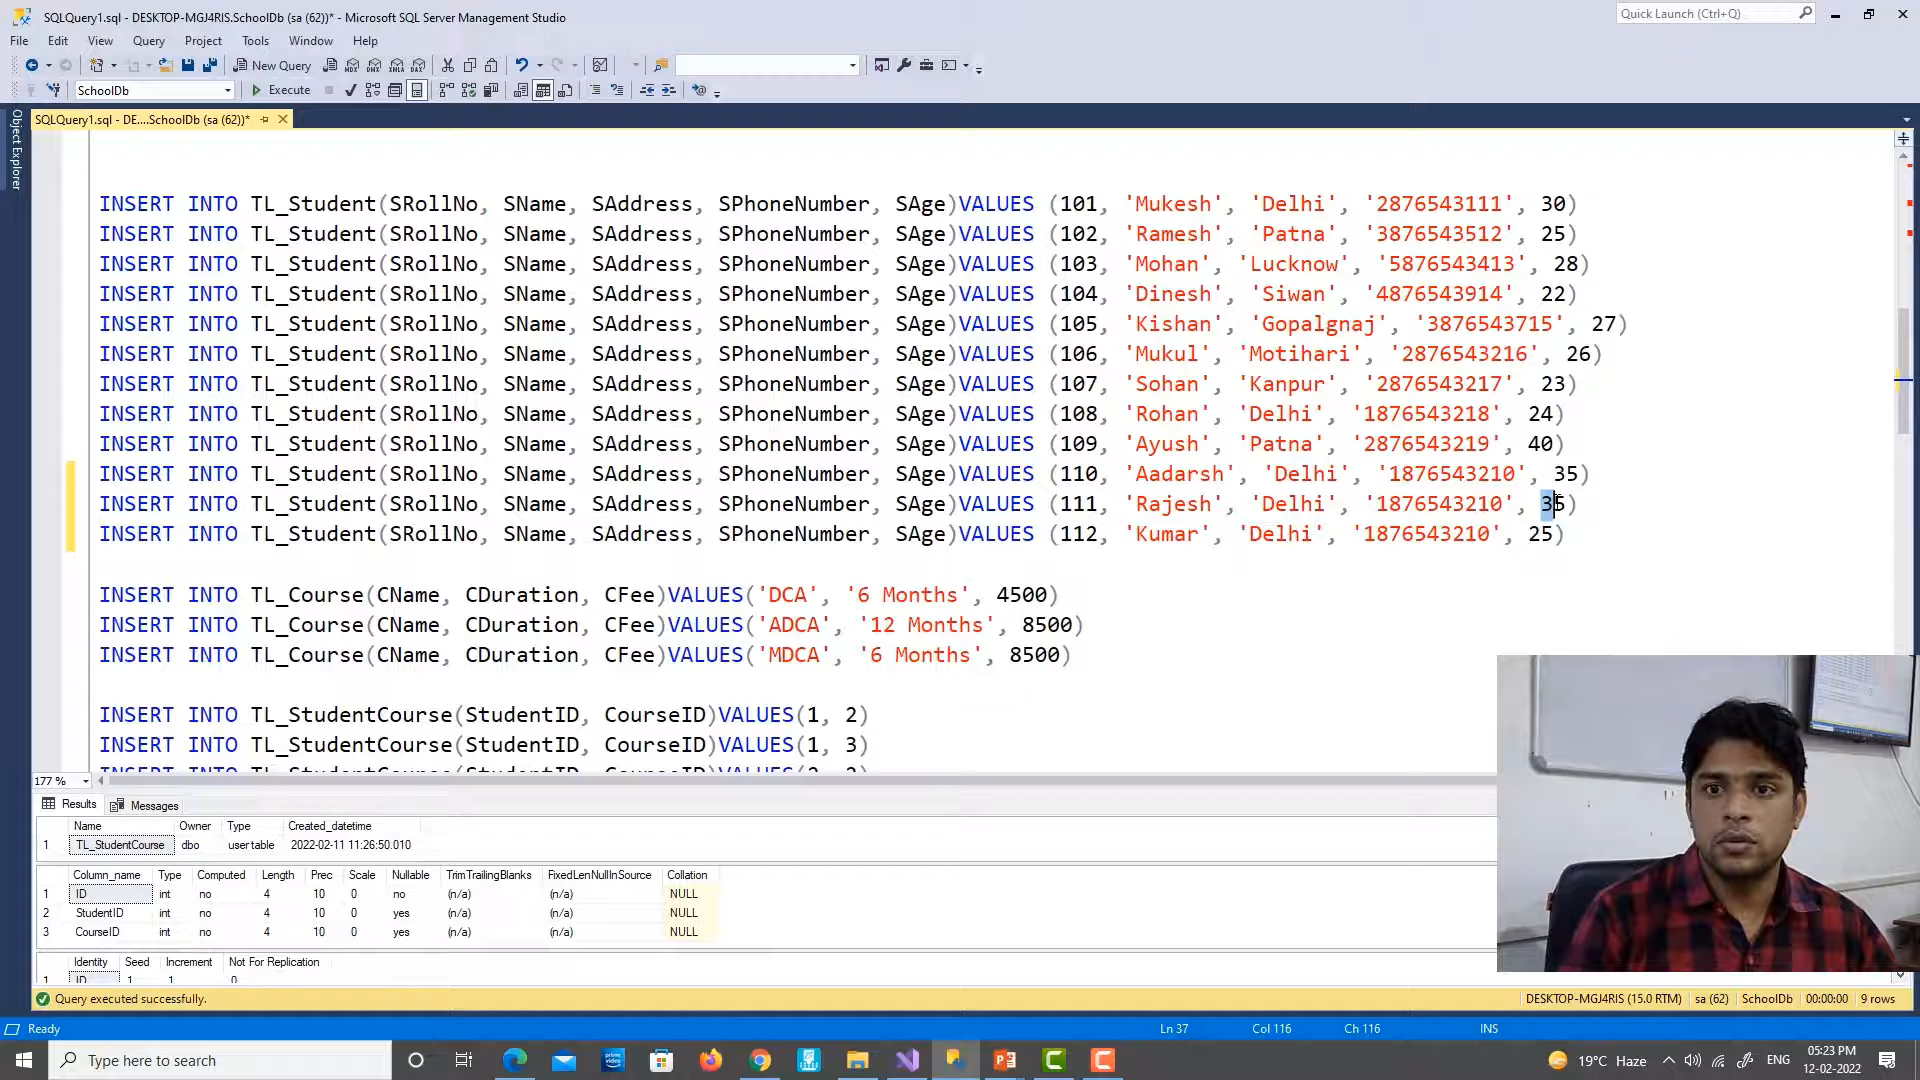 SQLQuery1.sql - DESKTOP-MGJ4RIS.SchoolDb (sa (62))* - Microsoft SQL Server Management Studio
Quick Launch (Ctrl+Q)
File Edit View Query Project Tools Window Help
New Query
SchoolDb Execute
SQLQuery1.sql - DE....SchoolDb (sa (62))*
Object Explorer
INSERT INTO TL_Student(SRollNo, SName, SAddress, SPhoneNumber, SAge)VALUES (101, 'Mukesh', 'Delhi', '2876543111', 30)
INSERT INTO TL_Student(SRollNo, SName, SAddress, SPhoneNumber, SAge)VALUES (102, 'Ramesh', 'Patna', '3876543512', 25)
INSERT INTO TL_Student(SRollNo, SName, SAddress, SPhoneNumber, SAge)VALUES (103, 'Mohan', 'Lucknow', '5876543413', 28)
INSERT INTO TL_Student(SRollNo, SName, SAddress, SPhoneNumber, SAge)VALUES (104, 'Dinesh', 'Siwan', '4876543914', 22)
INSERT INTO TL_Student(SRollNo, SName, SAddress, SPhoneNumber, SAge)VALUES (105, 'Kishan', 'Gopalgnaj', '3876543715', 27)
INSERT INTO TL_Student(SRollNo, SName, SAddress, SPhoneNumber, SAge)VALUES (106, 'Mukul', 'Motihari', '2876543216', 26)
INSERT INTO TL_Student(SRollNo, SName, SAddress, SPhoneNumber, SAge)VALUES (107, 'Sohan', 'Kanpur', '2876543217', 23)
INSERT INTO TL_Student(SRollNo, SName, SAddress, SPhoneNumber, SAge)VALUES (108, 'Rohan', 'Delhi', '1876543218', 24)
INSERT INTO TL_Student(SRollNo, SName, SAddress, SPhoneNumber, SAge)VALUES (109, 'Ayush', 'Patna', '2876543219', 40)
INSERT INTO TL_Student(SRollNo, SName, SAddress, SPhoneNumber, SAge)VALUES (110, 'Aadarsh', 'Delhi', '1876543210', 35)
INSERT INTO TL_Student(SRollNo, SName, SAddress, SPhoneNumber, SAge)VALUES (111, 'Rajesh', 'Delhi', '1876543210', 35)
INSERT INTO TL_Student(SRollNo, SName, SAddress, SPhoneNumber, SAge)VALUES (112, 'Kumar', 'Delhi', '1876543210', 25)
INSERT INTO TL_Course(CName, CDuration, CFee)VALUES('DCA', '6 Months', 4500)
INSERT INTO TL_Course(CName, CDuration, CFee)VALUES('ADCA', '12 Months', 8500)
INSERT INTO TL_Course(CName, CDuration, CFee)VALUES('MDCA', '6 Months', 8500)
INSERT INTO TL_StudentCourse(StudentID, CourseID)VALUES(1, 2)
INSERT INTO TL_StudentCourse(StudentID, CourseID)VALUES(1, 3)
177 %
Results Messages
Name Owner Type Created_datetime
1 TL_StudentCourse dbo user table 2022-02-11 11:26:50.010
Column_name Type Computed Length Prec Scale Nullable TrimTrailingBlanks FixedLenNullInSource Collation
1 ID int no 4 10 0 no (n/a) (n/a) NULL
2 StudentID int no 4 10 0 yes (n/a) (n/a) NULL
3 CourseID int no 4 10 0 yes (n/a) (n/a) NULL
Identity Seed Increment Not For Replication
1 ID 1 1 0
Query executed successfully. DESKTOP-MGJ4RIS (15.0 RTM) sa (62) SchoolDb 00:00:00 9 rows
Ready Ln 37 Col 116 Ch 116 INS
Type here to search
19°C Haze ENG 05:23 PM
12-02-2022